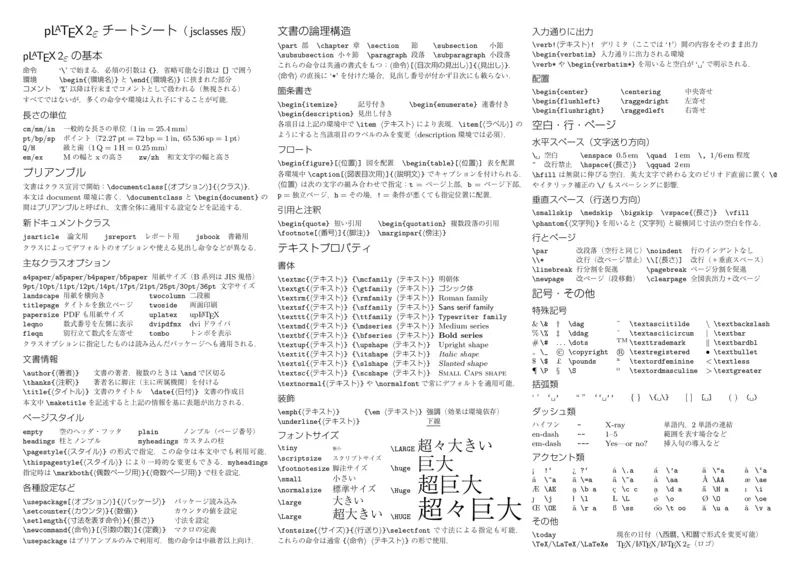 pLATEX 2ε チートシート（jsclasses 版）
pLATEX 2ε の基本
命令 '\' で始まる．必須の引数は {}，省略可能な引数は [] で囲う
環境 \begin{⟨環境名⟩} と \end{⟨環境名⟩} に挟まれた部分
コメント '%' 以降は行末までコメントとして扱われる（無視される）
すべてではないが，多くの命令や環境は入れ子にすることが可能．
長さの単位
cm/mm/in 一般的な長さの単位（1 in = 25.4 mm）
pt/bp/sp ポイント（72.27 pt = 72 bp = 1 in, 65 536 sp = 1 pt）
Q/H 級と歯（1 Q = 1 H = 0.25 mm）
em/ex M の幅と x の高さ zw/zh 和文文字の幅と高さ
プリアンブル
文書はクラス宣言で開始：\documentclass[⟨オプション⟩]{⟨クラス⟩}．
本文は document 環境に書く．\documentclass と \begin{document} の
間はプリアンブルと呼ばれ，文書全体に適用する設定などを記述する．
新ドキュメントクラス
jsarticle 論文用 jsreport レポート用 jsbook 書籍用
クラスによってデフォルトのオプションや使える見出し命令などが異なる．
主なクラスオプション
a4paper/a5paper/b4paper/b5paper 用紙サイズ（B 系列は JIS 規格）
9pt/10pt/11pt/12pt/14pt/17pt/21pt/25pt/30pt/36pt 文字サイズ
landscape 用紙を横向き twocolumn 二段組
titlepage タイトルを独立ページ twoside 両面印刷
papersize PDF も用紙サイズ uplatex upLATEX
leqno 数式番号を左側に表示 dvipdfmx dvi ドライバ
fleqn 別行立て数式を左寄せ tombo トンボを表示
クラスオプションに指定したものは読み込んだパッケージへも適用される．
文書情報
\author{⟨著者⟩} 文書の著者．複数のときは \and で区切る
\thanks{⟨注釈⟩} 著者名に脚注（主に所属機関）を付ける
\title{⟨タイトル⟩} 文書のタイトル \date{⟨日付⟩} 文書の作成日
本文中 \maketitle を記述すると上記の情報を基に表題が出力される．
ページスタイル
empty 空のヘッダ・フッタ plain ノンブル（ページ番号）
headings 柱とノンブル myheadings カスタムの柱
\pagestyle{⟨スタイル⟩} の形式で指定．この命令は本文中でも利用可能．
\thispagestyle{⟨スタイル⟩} により一時的な変更もできる．myheadings
指定時は \markboth{偶数ページ用}{奇数ページ用} で柱を設定．
各種設定など
\usepackage[⟨オプション⟩]{⟨パッケージ⟩} パッケージ読み込み
\setcounter{⟨カウンタ⟩}{⟨数値⟩} カウンタの値を設定
\setlength{⟨寸法を表す命令⟩}{⟨長さ⟩} 寸法を設定
\newcommand{⟨命令⟩}[⟨引数の数⟩]{⟨定義⟩} マクロの定義
\usepackage はプリアンブルのみで利用可．他の命令は中級者以上向け．
文書の論理構造
\part 部 \chapter 章 \section 節 \subsection 小節
\subsubsection 小々節 \paragraph 段落 \subparagraph 小段落
これらの命令は共通の書式をもつ：⟨命令⟩[⟨目次用の見出し⟩]{⟨見出し⟩}．
⟨命令⟩ の直後に '*' を付けた場合，見出し番号が付かず目次にも載らない．
箇条書き
\begin{itemize} 記号付き \begin{enumerate} 連番付き
\begin{description} 見出し付き
各項目は上記の環境中で \item ⟨テキスト⟩ により表現．\item[⟨ラベル⟩] の
ようにすると当該項目のラベルのみを変更（description 環境では必須）．
フロート
\begin{figure}[⟨位置⟩] 図を配置 \begin{table}[⟨位置⟩] 表を配置
各環境中で \caption[⟨図表目次用⟩]{⟨説明文⟩} でキャプションを付けられる．
⟨位置⟩ は次の文字の組み合わせで指定：t = ページ上部，b = ページ下部，
p = 独立ページ，h = その場，! = 条件が悪くても指定位置に配置．
引用と注釈
\begin{quote} 短い引用 \begin{quotation} 複数段落の引用
\footnote[⟨番号⟩]{⟨脚注⟩} \marginpar{⟨傍注⟩}
テキストプロパティ
書体
\textmc{⟨テキスト⟩} {\mcfamily ⟨テキスト⟩} 明朝体
\textgt{⟨テキスト⟩} {\gtfamily ⟨テキスト⟩} ゴシック体
\textrm{⟨テキスト⟩} {\rmfamily ⟨テキスト⟩} Roman family
\textsf{⟨テキスト⟩} {\sffamily ⟨テキスト⟩} Sans serif family
\texttt{⟨テキスト⟩} {\ttfamily ⟨テキスト⟩} Typewriter family
\textmd{⟨テキスト⟩} {\mdseries ⟨テキスト⟩} Medium series
\textbf{⟨テキスト⟩} {\bfseries ⟨テキスト⟩} Bold series
\textup{⟨テキスト⟩} {\upshape ⟨テキスト⟩} Upright shape
\textit{⟨テキスト⟩} {\itshape ⟨テキスト⟩} Italic shape
\textsl{⟨テキスト⟩} {\slshape ⟨テキスト⟩} Slanted shape
\textsc{⟨テキスト⟩} {\scshape ⟨テキスト⟩} SMALL CAPS SHAPE
\textnormal{⟨テキスト⟩} や \normalfont で常にデフォルトを適用可能．
装飾
\emph{⟨テキスト⟩} {\em ⟨テキスト⟩} 強調（効果は環境依存）
\underline{⟨テキスト⟩} 下線
フォントサイズ
\tiny 極小 \LARGE 超々大きい
\scriptsize スクリプトサイズ
\footnotesize 脚注サイズ \huge 巨大
\small 小さい
\normalsize 標準サイズ \Huge 超巨大
\large 大きい
\Large 超大きい \HUGE 超々巨大
\fontsize{⟨サイズ⟩}{⟨行送り⟩}\selectfont で寸法による指定も可能．
これらの命令は通常 {⟨命令⟩ ⟨テキスト⟩} の形で使用．
入力通りに出力
\verb!⟨テキスト⟩! デリミタ（ここでは '!'）間の内容をそのまま出力
\begin{verbatim} 入力通りに出力される環境
\verb* や \begin{verbatim*} を用いると空白が '␣' で明示される．
配置
\begin{center} \centering 中央寄せ
\begin{flushleft} \raggedright 左寄せ
\begin{flushright} \raggedleft 右寄せ
空白・行・ページ
水平スペース（文字送り方向）
\␣ 空白 \enspace 0.5 em \quad 1 em \, 1/6 em 程度
~ 改行禁止 \hspace{⟨長さ⟩} \qquad 2 em
\hfill は無限に伸びる空白．英大文字で終わる文のピリオド直前に置く \@
やイタリック補正の \/ もスペーシングに影響．
垂直スペース（行送り方向）
\smallskip \medskip \bigskip \vspace{⟨長さ⟩} \vfill
\phantom{⟨テキスト⟩} を用いると ⟨テキスト⟩ と縦横同じ寸法の空白を作る．
行とページ
\par 改段落（空行と同じ） \noindent 行のインデントなし
\\* 改行（改ページ禁止） \\[⟨長さ⟩] 改行（＋垂直スペース）
\linebreak 行分割を促進 \pagebreak ページ分割を促進
\newpage 改ページ（段移動） \clearpage 全図表出力＋改ページ
記号・その他
特殊記号
& \& † \dag ~ \textasciitilde \ \textbackslash
% \% ‡ \ddag ^ \textasciicircum | \textbar
# \# ... \dots ™ \texttrademark ‖ \textbardbl
_ \_ © \copyright ® \textregistered • \textbullet
$ \$ £ \pounds ª \textordfeminine < \textless
¶ \P § \S º \textordmasculine > \textgreater
括弧類
‘ ’ ‘␣’ “ ” ‘‘␣’’ { } \{␣\} [ ] [␣] ( ) (␣)
ダッシュ類
ハイフン - X-ray 単語内，2 単語の連結
en-dash -- 1–5 範囲を表す場合など
em-dash --- Yes—or no? 挿入句の導入など
アクセント類
その他
\today 現在の日付（\西暦，\和暦で形式を変更可能）
\TeX/\LaTeX/\LaTeXe TEX/LATEX/LATEX 2ε（ロゴ）